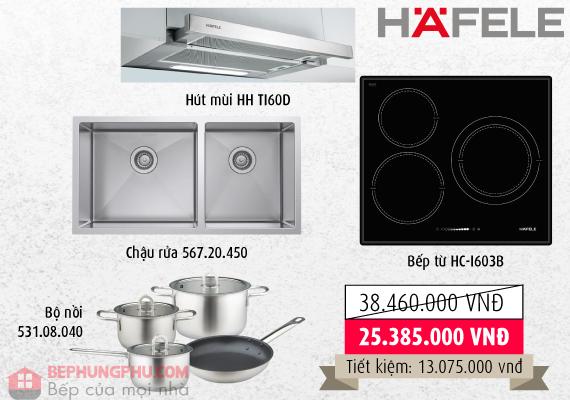 HÄFELE
HÄFELE
Hút mùi HH TI60D
Chậu rửa 567.20.450
HÄFELE
Bếp từ HC-I603B
Bộ nồi
531.08.040
38.460.000 VNĐ
25.385.000 VNĐ
Tiết kiệm: 13.075.000 vnđ
BEPHUNGPHU.COM
Bếp của mọi nhà